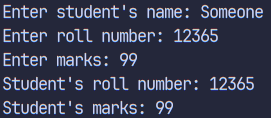 Enter student's name: Someone
Enter roll number: 12365
Enter marks: 99
Student's roll number: 12365
Student's marks: 99